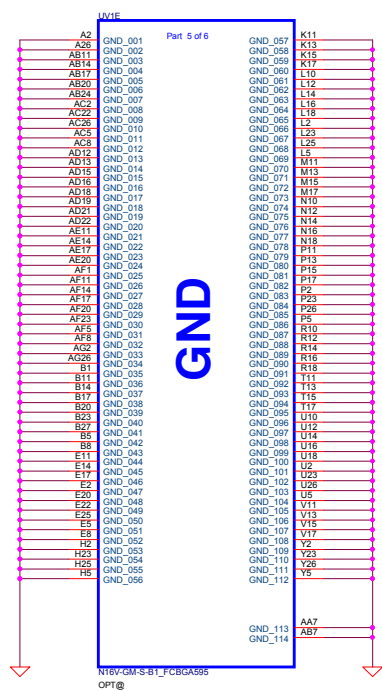 UV1E
Part 5 of 6
A2 GND_001 GND_057 K11
A26 GND_002 GND_058 K13
AB11 GND_003 GND_059 K15
AB14 GND_004 GND_060 K17
AB17 GND_005 GND_061 L10
AB20 GND_006 GND_062 L12
AB24 GND_007 GND_063 L14
AC2 GND_008 GND_064 L16
AC22 GND_009 GND_065 L18
AC26 GND_010 GND_066 L2
AC5 GND_011 GND_067 L23
AC8 GND_012 GND_068 L25
AD12 GND_013 GND_069 L5
AD13 GND_014 GND_070 M11
AD15 GND_015 GND_071 M13
AD16 GND_016 GND_072 M15
AD18 GND_017 GND_073 M17
AD19 GND_018 GND_074 N10
AD21 GND_019 GND_075 N12
AD22 GND_020 GND_076 N14
AE11 GND_021 GND_077 N16
AE14 GND_022 GND_078 N18
AE17 GND_023 GND_079 P11
AE20 GND_024 GND_080 P13
AF1 GND_025 GND_081 P15
AF11 GND_026 GND_082 P17
AF14 GND_027 GND_083 P2
AF17 GND_028 GND_084 P23
AF20 GND_029 GND_085 P26
AF23 GND_030 GND_086 P5
AF5 GND_031 GND_087 R10
AF8 GND_032 GND_088 R12
AG2 GND_033 GND_089 R14
AG26 GND_034 GND_090 R16
B1 GND_035 GND_091 R18
B11 GND_036 GND_092 T11
B14 GND_037 GND_093 T13
B17 GND_038 GND_094 T15
B20 GND_039 GND_095 T17
B23 GND_040 GND_096 U10
B27 GND_041 GND_097 U12
B5 GND_042 GND_098 U14
B8 GND_043 GND_099 U16
E11 GND_044 GND_100 U18
E14 GND_045 GND_101 U2
E17 GND_046 GND_102 U23
E2 GND_047 GND_103 U26
E20 GND_048 GND_104 U5
E22 GND_049 GND_105 V11
E25 GND_050 GND_106 V13
E5 GND_051 GND_107 V15
E8 GND_052 GND_108 V17
H2 GND_053 GND_109 Y2
H23 GND_054 GND_110 Y23
H25 GND_055 GND_111 Y26
H5 GND_056 GND_112 Y5
GND
GND_113 AA7
GND_114 AB7
N16V-GM-S-B1_FCBGA595
OPT@